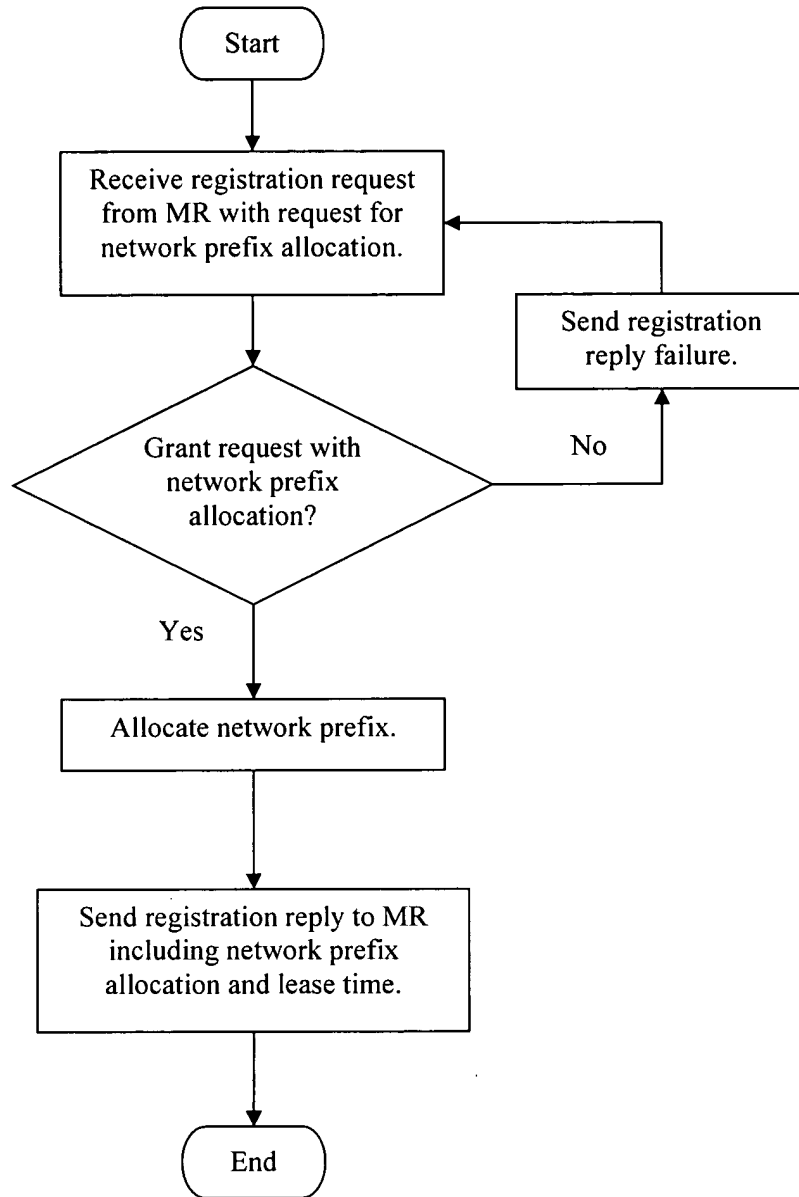 Start
Receive registration request
from MR with request for
network prefix allocation.
Send registration
reply failure.
Grant request with
network prefix
allocation?
No
Yes
Allocate network prefix.
Send registration reply to MR
including network prefix
allocation and lease time.
End